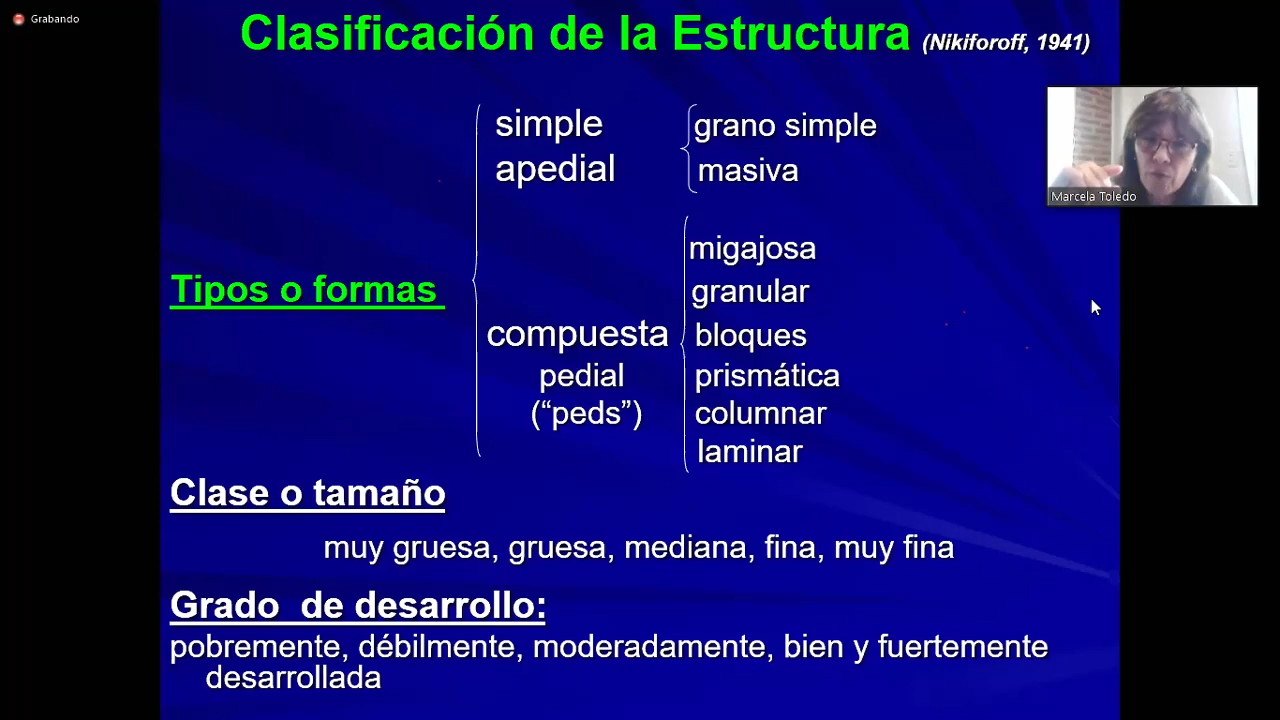 Grabando
Clasificación de la Estructura (Nikiforoff, 1941)
simple
apedial
grano simple
masiva
Marcela Toledo
Tipos o formas
compuesta
pedial
(“peds”)
migajosa
granular
bloques
prismática
columnar
laminar
Clase o tamaño
muy gruesa, gruesa, mediana, fina, muy fina
Grado de desarrollo:
pobremente, débilmente, moderadamente, bien y fuertemente
desarrollada